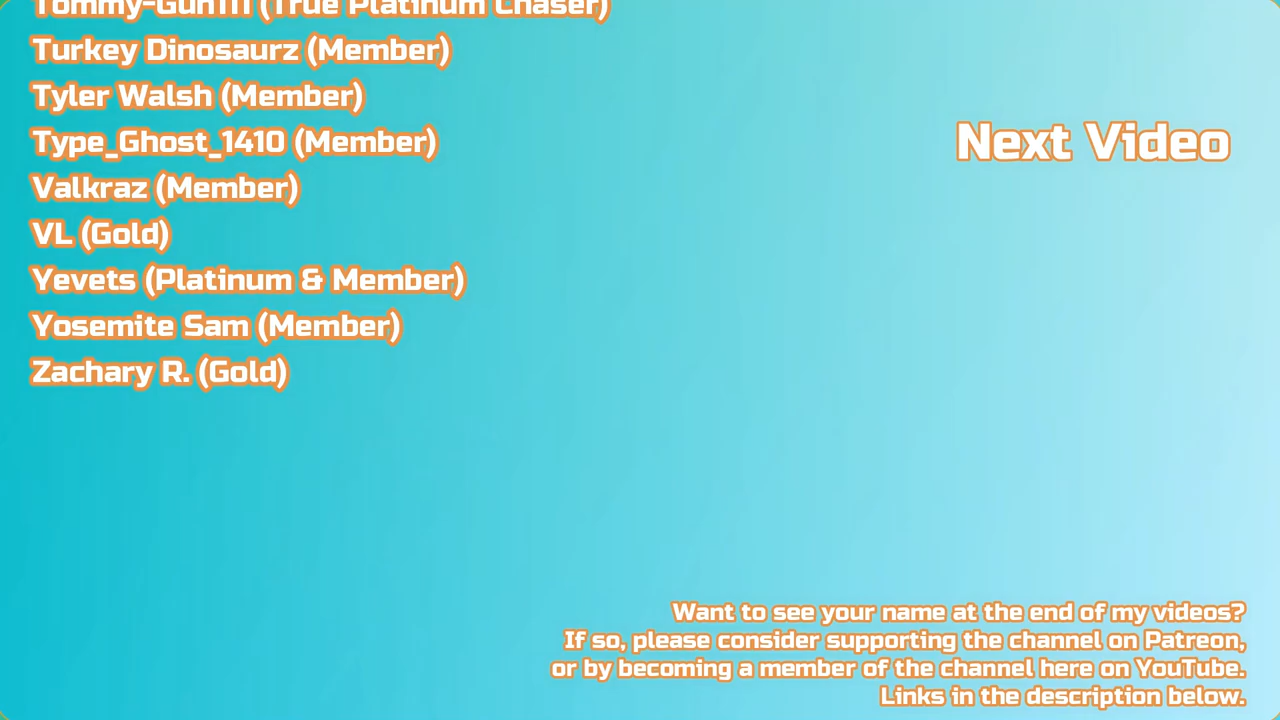 (True Platinum Chaser)
Turkey Dinosaurz (Member)
Tyler Walsh (Member)
Type_Ghost_1410 (Member)
Valkraz (Member)
VL (Gold)
Yevets (Platinum & Member)
Yosemite Sam (Member)
Zachary R. (Gold)
Next Video
Want to see your name at the end of my videos?
If so, please consider supporting the channel on Patreon,
or by becoming a member of the channel here on YouTube.
Links in the description below.